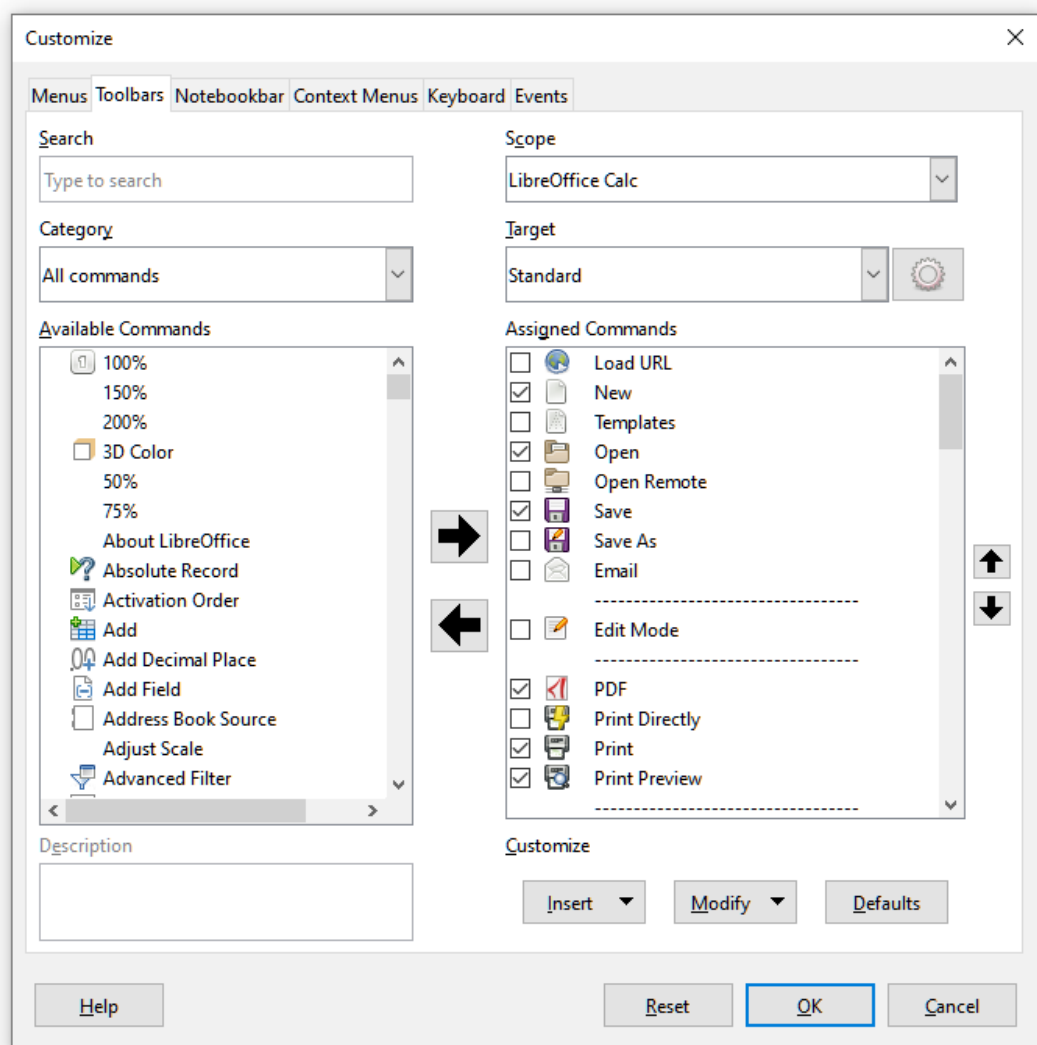 Customize
Menus Toolbars Notebookbar Context Menus Keyboard Events
Search
Type to search
Category
All commands
Available Commands
100%
150%
200%
3D Color
50%
75%
About LibreOffice
Absolute Record
Activation Order
Add
Add Decimal Place
Add Field
Address Book Source
Adjust Scale
Advanced Filter
Description
Scope
LibreOffice Calc
Target
Standard
Assigned Commands
Load URL
New
Templates
Open
Open Remote
Save
Save As
Email
----------------------------------
Edit Mode
----------------------------------
PDF
Print Directly
Print
Print Preview
----------------------------------
Customize
Insert Modify Defaults
Help Reset OK Cancel